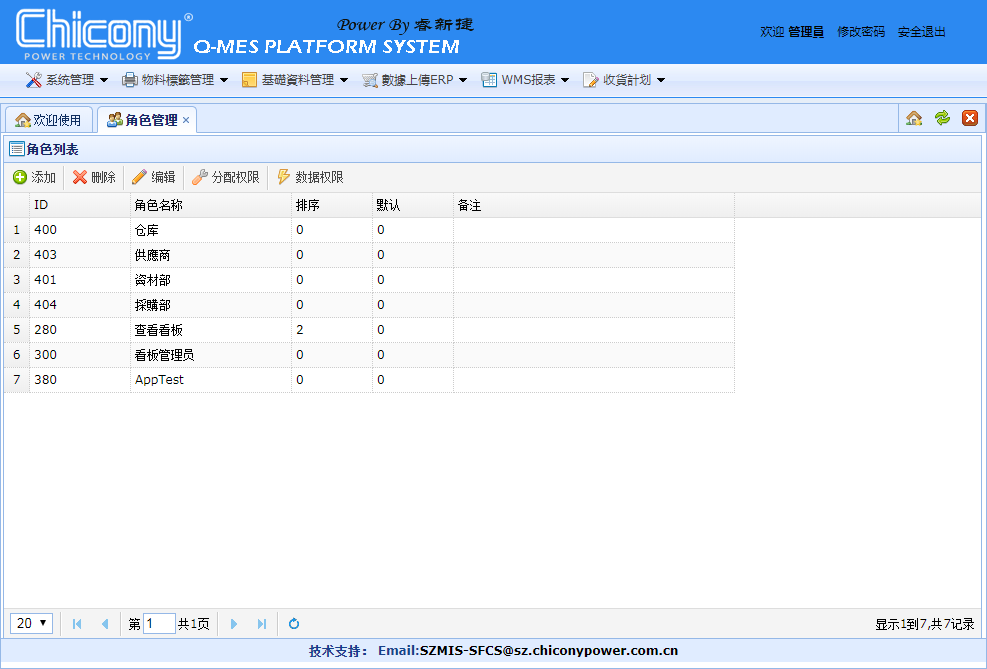 Chicony®
POWER TECHNOLOGY
Power By 睿新捷
Q-MES PLATFORM SYSTEM
欢迎 管理員 修改密码 安全退出
系统管理 物料標籤管理 基礎資料管理 數據上傳ERP WMS报表 收貨計劃
欢迎使用 角色管理 ×
角色列表
添加 删除 编辑 分配权限 数据权限
ID 角色名称 排序 默认 备注
1 400 仓库 0 0
2 403 供應商 0 0
3 401 資材部 0 0
4 404 採購部 0 0
5 280 查看看板 2 0
6 300 看板管理员 0 0
7 380 AppTest 0 0
20 第 1 共1页 显示1到7,共7记录
技术支持： Email:SZMIS-SFCS@sz.chiconypower.com.cn